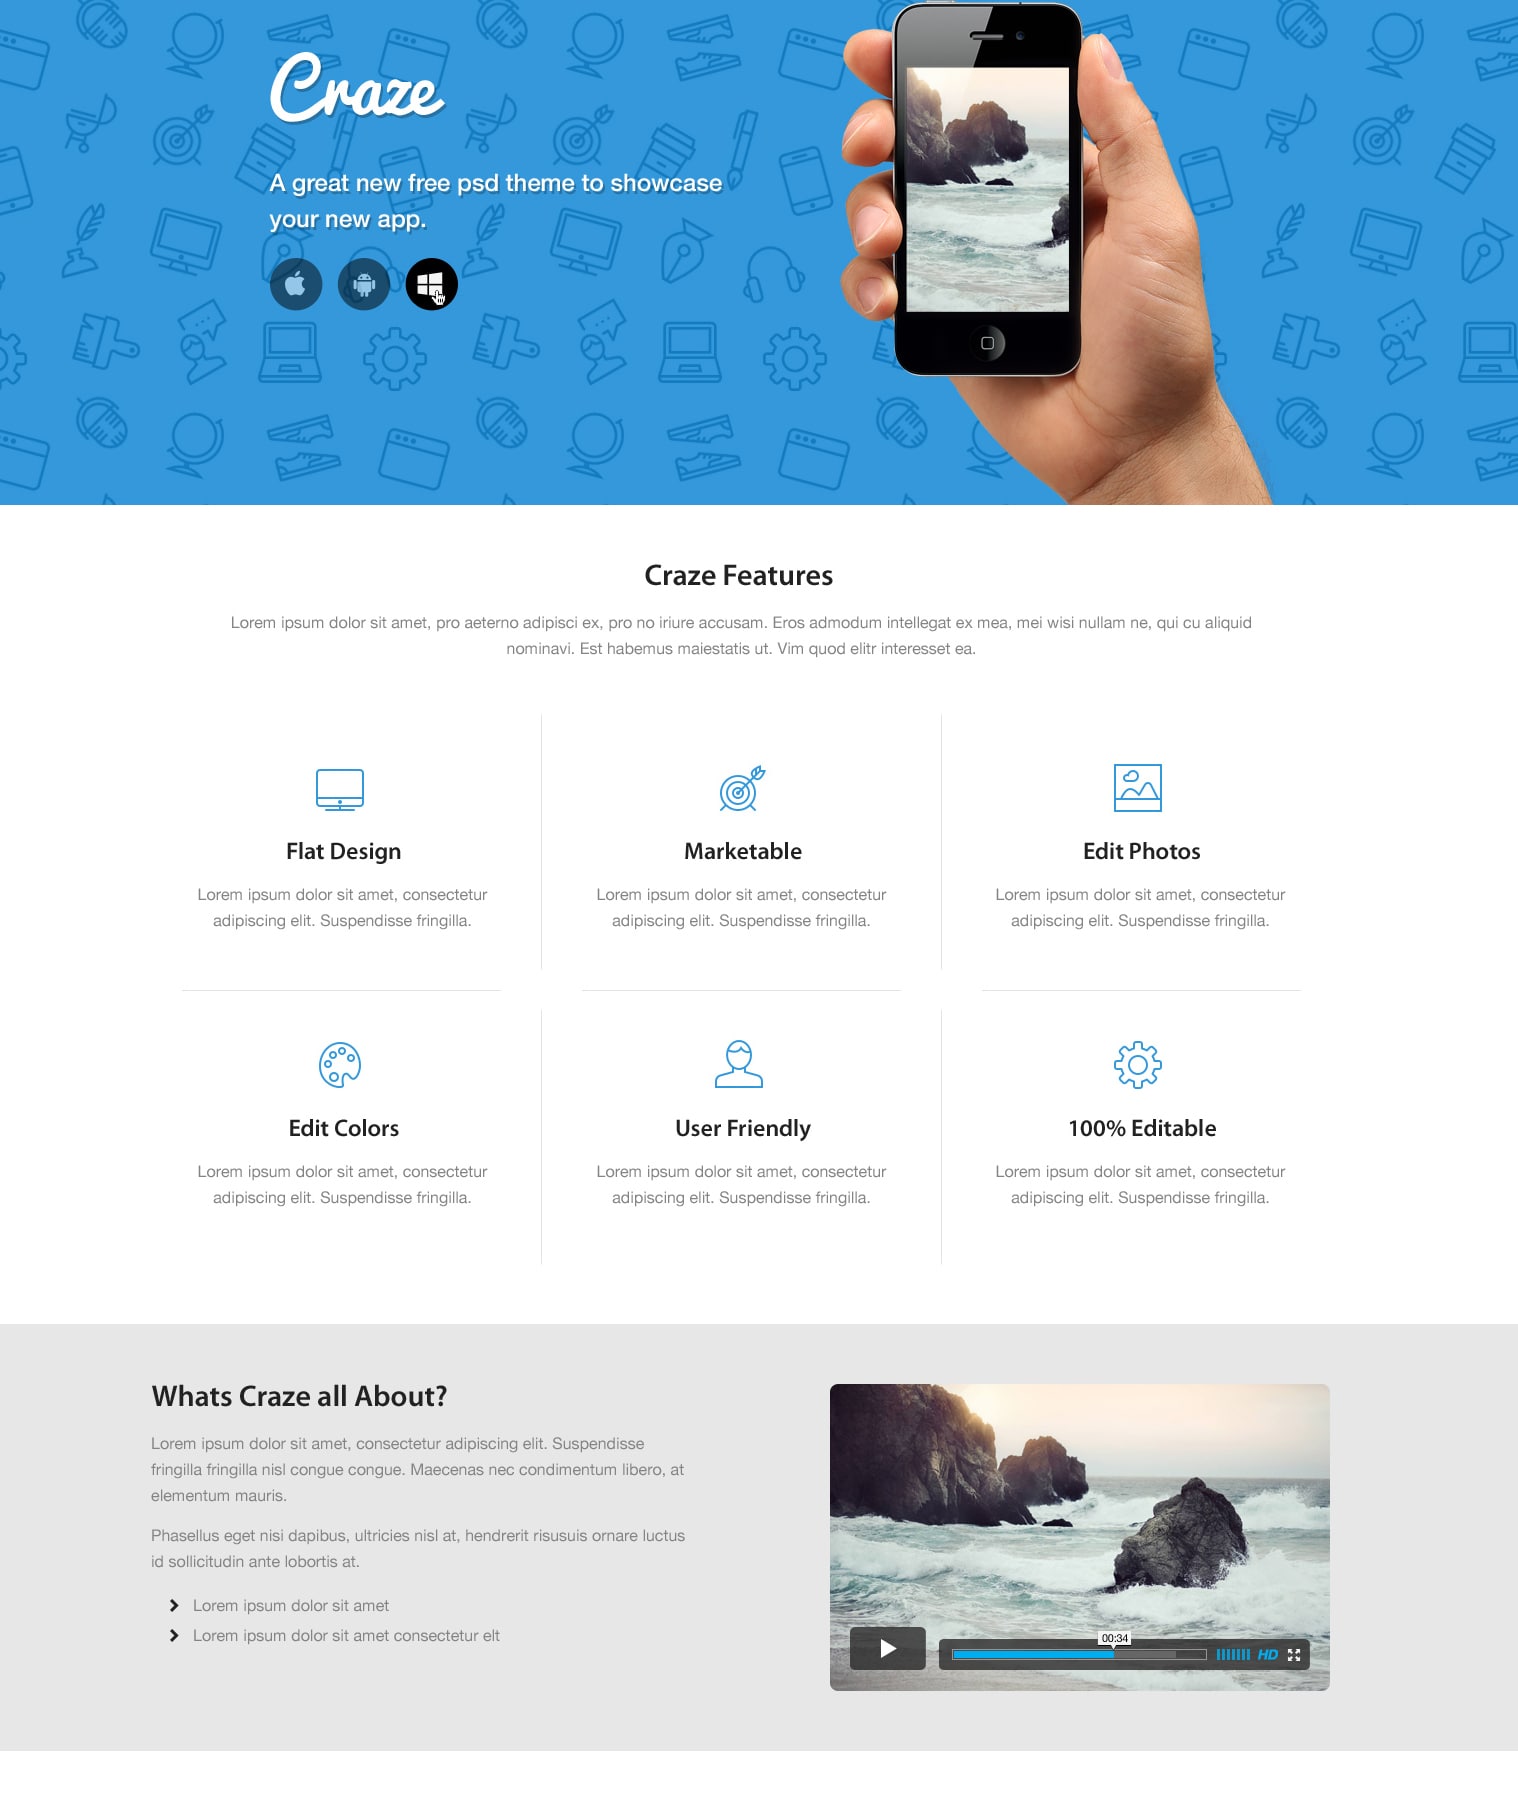 Craze
A great new free psd theme to showcase
your new app.
Craze Features
Lorem ipsum dolor sit amet, pro aeterno adipisci ex, pro no iriure accusam. Eros admodum intellegat ex mea, mei wisi nullam ne, qui cu aliquid
nominavi. Est habemus maiestatis ut. Vim quod elitr interesset ea.
Flat Design
Lorem ipsum dolor sit amet, consectetur
adipiscing elit. Suspendisse fringilla.
Marketable
Lorem ipsum dolor sit amet, consectetur
adipiscing elit. Suspendisse fringilla.
Edit Photos
Lorem ipsum dolor sit amet, consectetur
adipiscing elit. Suspendisse fringilla.
Edit Colors
Lorem ipsum dolor sit amet, consectetur
adipiscing elit. Suspendisse fringilla.
User Friendly
Lorem ipsum dolor sit amet, consectetur
adipiscing elit. Suspendisse fringilla.
100% Editable
Lorem ipsum dolor sit amet, consectetur
adipiscing elit. Suspendisse fringilla.
Whats Craze all About?
Lorem ipsum dolor sit amet, consectetur adipiscing elit. Suspendisse
fringilla fringilla nisl congue congue. Maecenas nec condimentum libero, at
elementum mauris.
Phasellus eget nisi dapibus, ultricies nisl at, hendrerit risusuis ornare luctus
id sollicitudin ante lobortis at.
Lorem ipsum dolor sit amet
Lorem ipsum dolor sit amet consectetur elt
00:34
HD